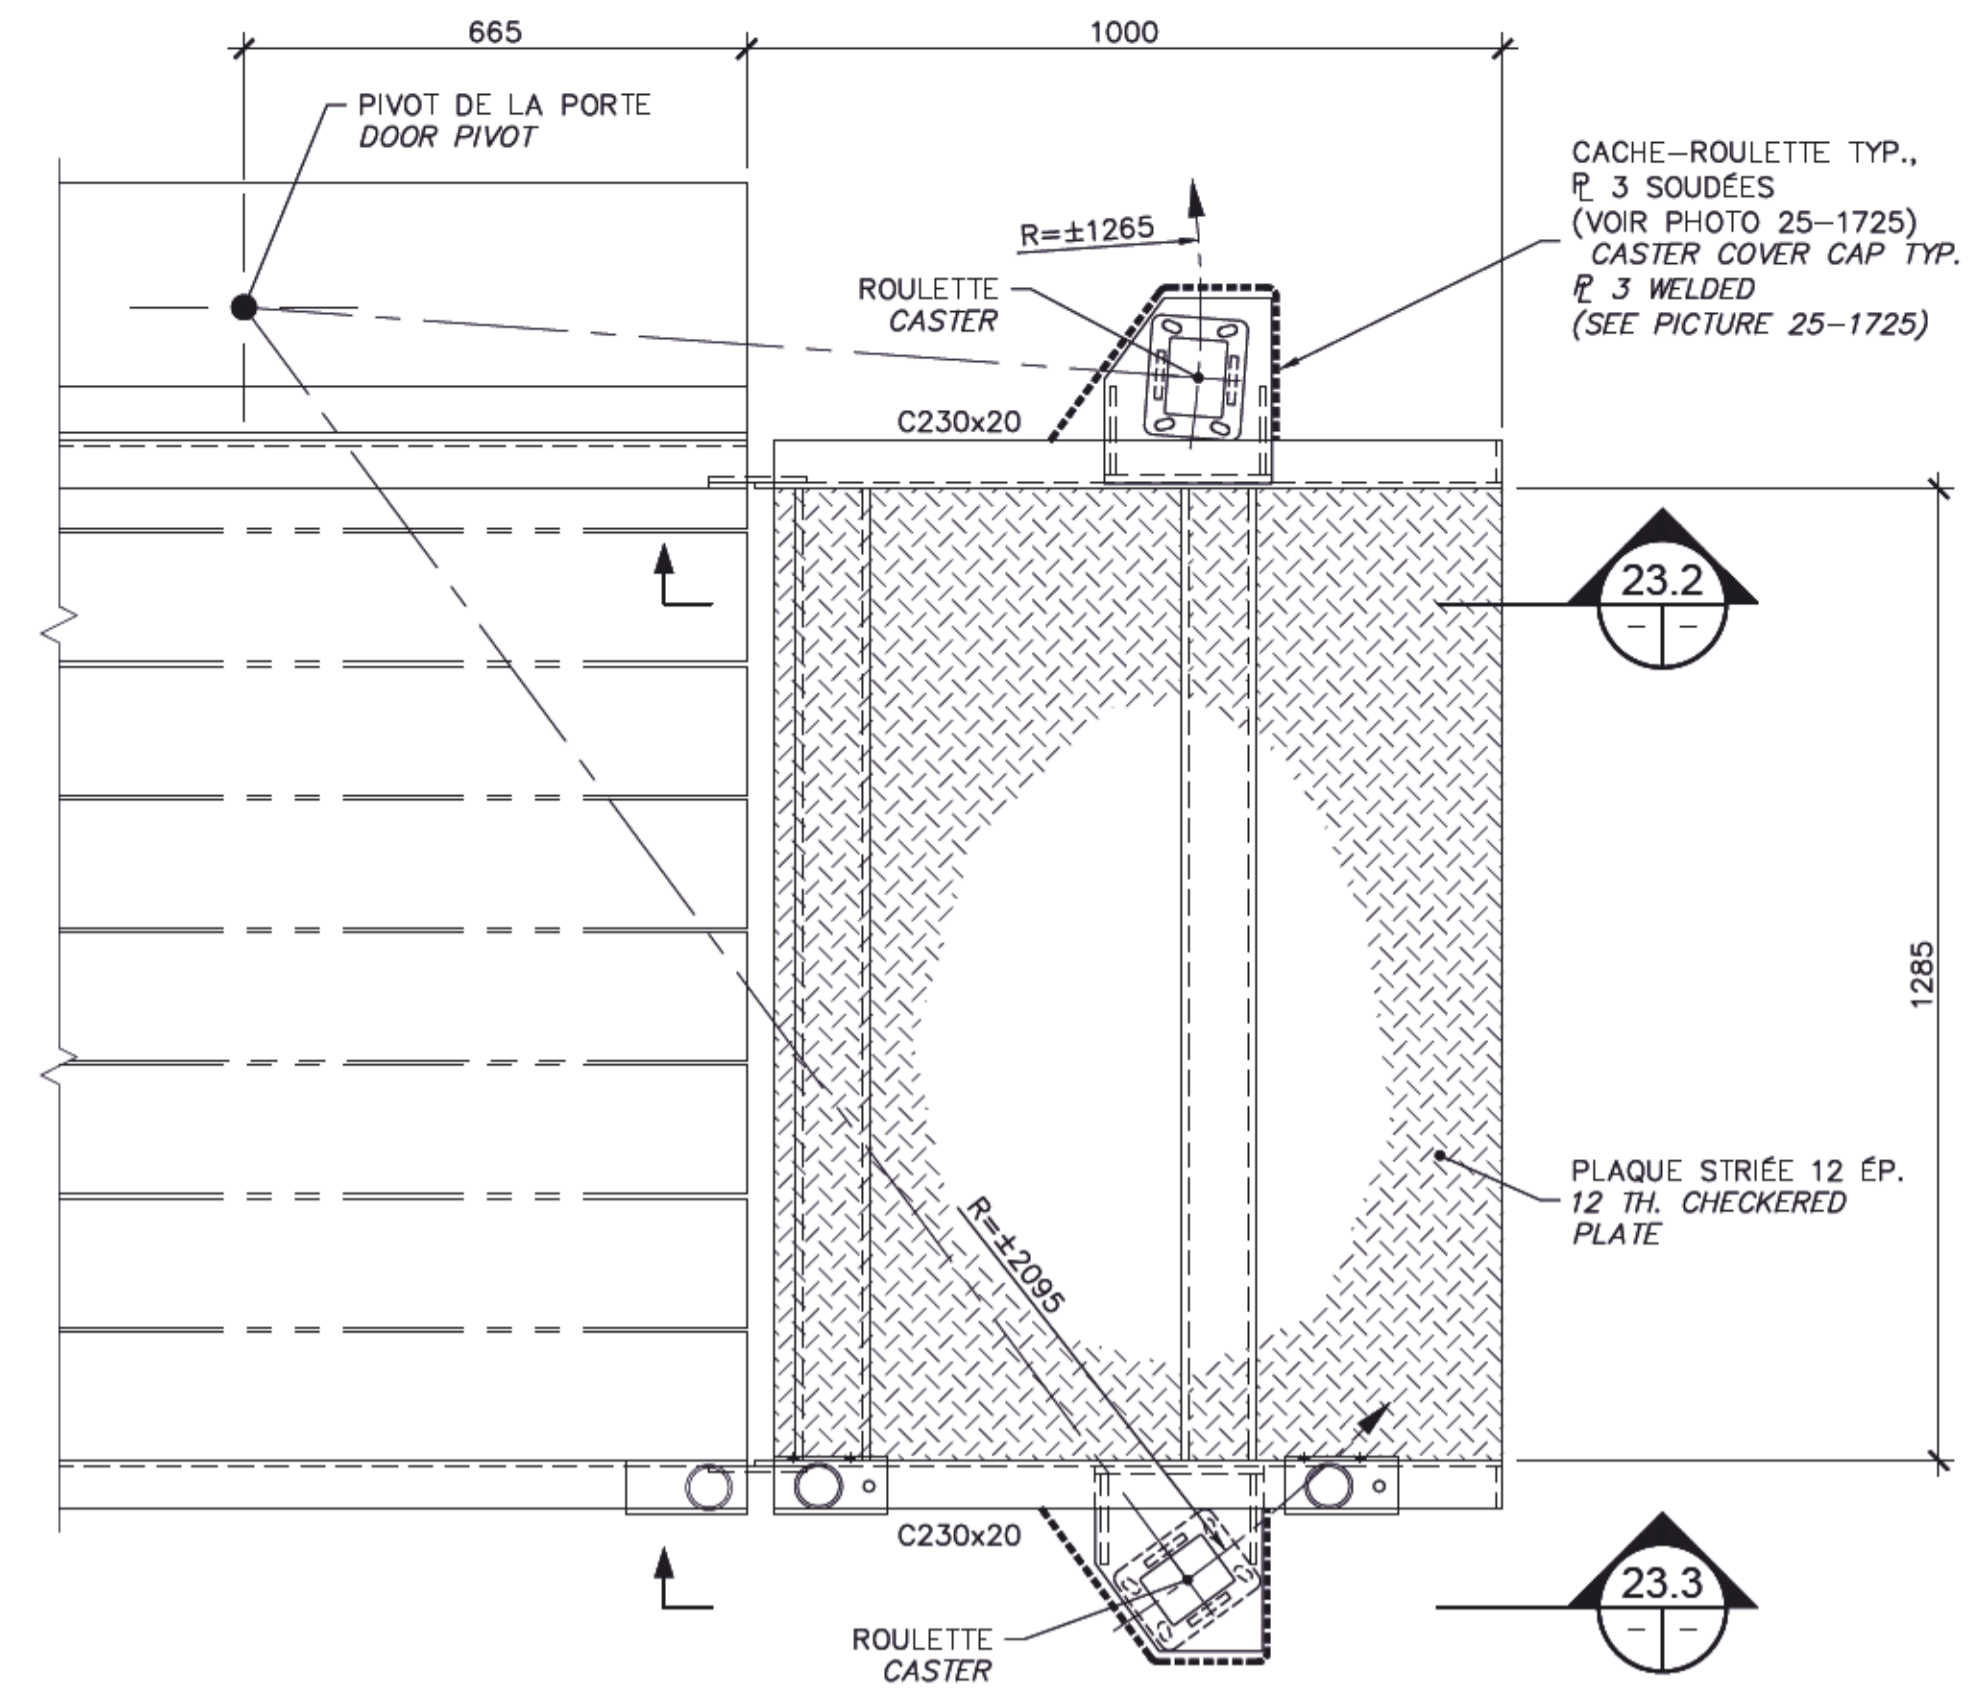 665
1000
PIVOT DE LA PORTE
DOOR PIVOT
CACHE-ROULETTE TYP.,
℄ 3 SOUDÉES
(VOIR PHOTO 25-1725)
CASTER COVER CAP TYP.
℄ 3 WELDED
(SEE PICTURE 25-1725)
R=±1265
ROULETTE
CASTER
C230x20
23.2
1285
PLAQUE STRIÉE 12 ÉP.
12 TH. CHECKERED
PLATE
R=±2095
C230x20
23.3
ROULETTE
CASTER